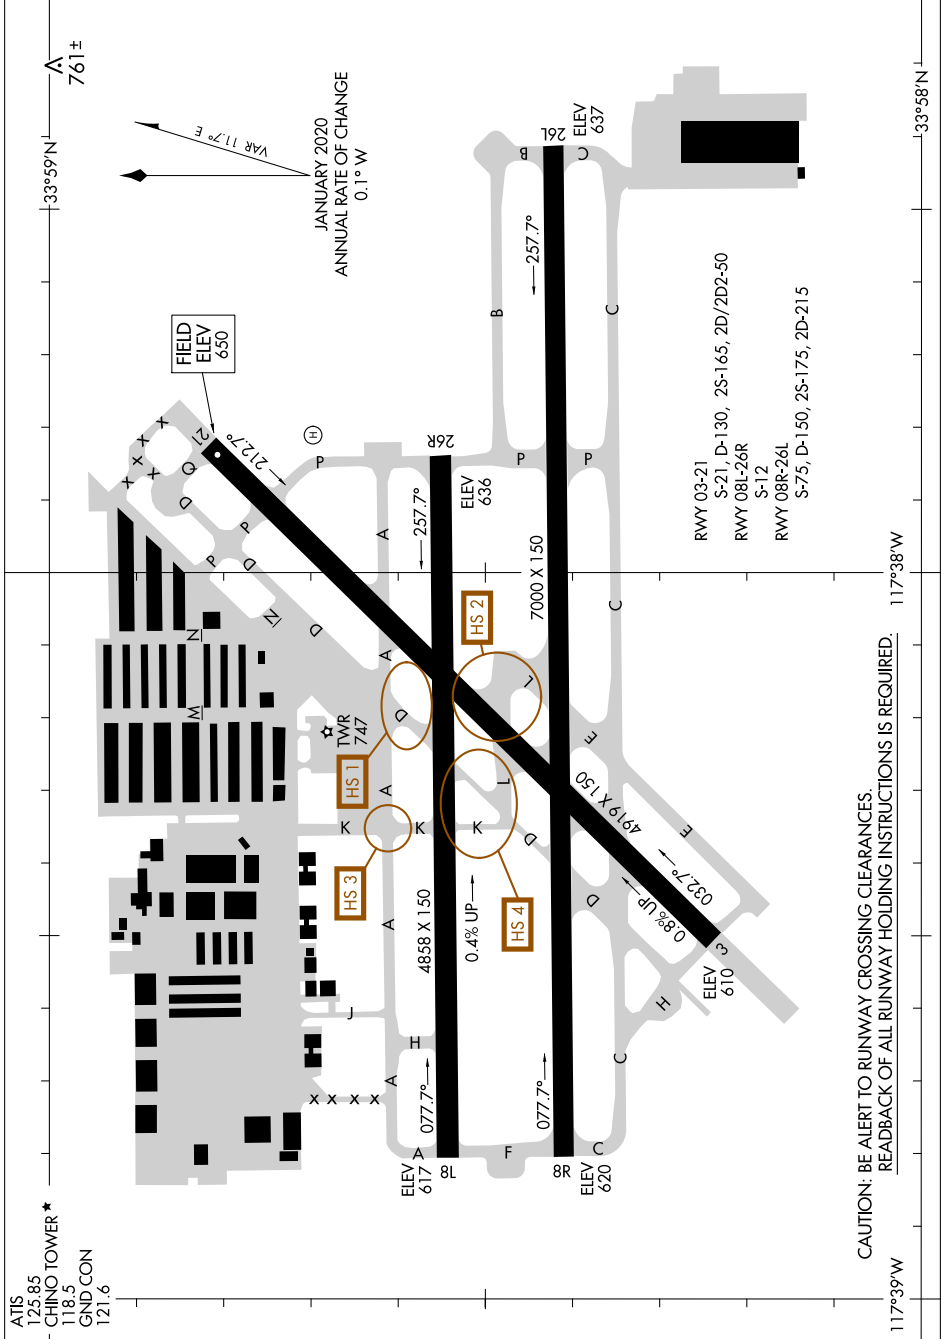 ATIS
125.85
CHINO TOWER ★
118.5
GND CON
121.6
761±
33°59'N
VAR 11.7° E
JANUARY 2020
ANNUAL RATE OF CHANGE
0.1° W
FIELD
ELEV
650
21
212.7°
Q
D
P
P
D
N
N
M
D
H
P
A
A
D
A
K
K
K
A
J
H
A
X X X X
X X X X X
TWR
747
HS 1
HS 2
HS 3
HS 4
26R
ELEV
636
257.7°
4858 X 150
0.4% UP
077.7°
A
ELEV
617
8L
F
8R
ELEV
620
C
077.7°
C
26L
ELEV
637
B
C
B
C
257.7°
P
P
7000 X 150
C
L
L
D
D
E
E
4919 X 150
032.7°
0.8% UP
3
ELEV
610
H
RWY 03-21
S-21, D-130, 2S-165, 2D/2D2-50
RWY 08L-26R
S-12
RWY 08R-26L
S-75, D-150, 2S-175, 2D-215
33°58'N
117°38'W
117°39'W
CAUTION: BE ALERT TO RUNWAY CROSSING CLEARANCES.
READBACK OF ALL RUNWAY HOLDING INSTRUCTIONS IS REQUIRED.